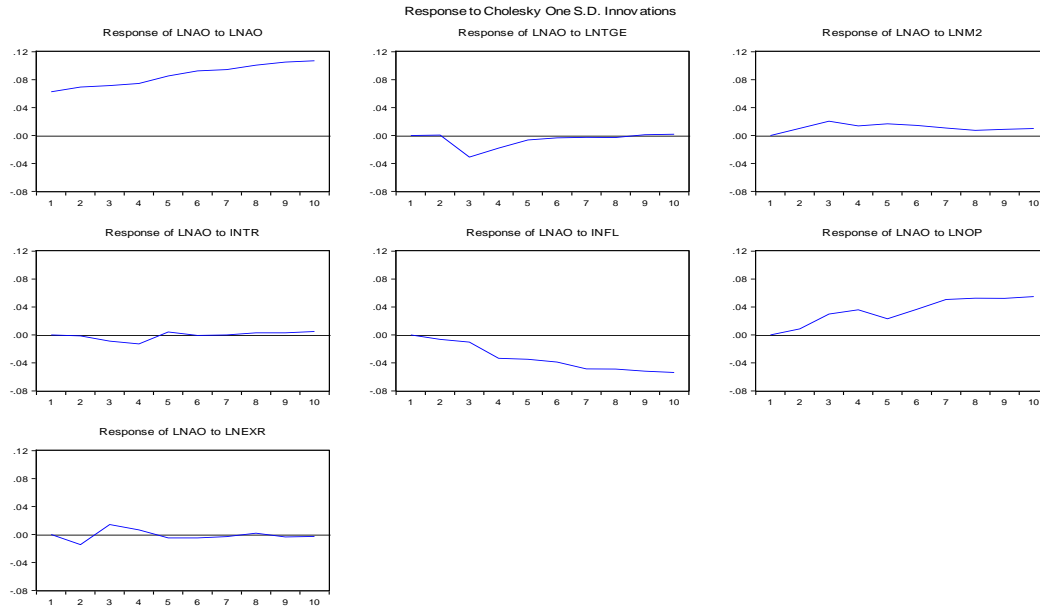 Response to Cholesky One S.D. Innovations
Response of LNAO to LNAO
.12
.08
.04
.00
-.04
-.08
1 2 3 4 5 6 7 8 9 10
Response of LNAO to LNTGE
.12
.08
.04
.00
-.04
-.08
1 2 3 4 5 6 7 8 9 10
Response of LNAO to LNM2
.12
.08
.04
.00
-.04
-.08
1 2 3 4 5 6 7 8 9 10
Response of LNAO to INTR
.12
.08
.04
.00
-.04
-.08
1 2 3 4 5 6 7 8 9 10
Response of LNAO to INFL
.12
.08
.04
.00
-.04
-.08
1 2 3 4 5 6 7 8 9 10
Response of LNAO to LNOP
.12
.08
.04
.00
-.04
-.08
1 2 3 4 5 6 7 8 9 10
Response of LNAO to LNEXR
.12
.08
.04
.00
-.04
-.08
1 2 3 4 5 6 7 8 9 10